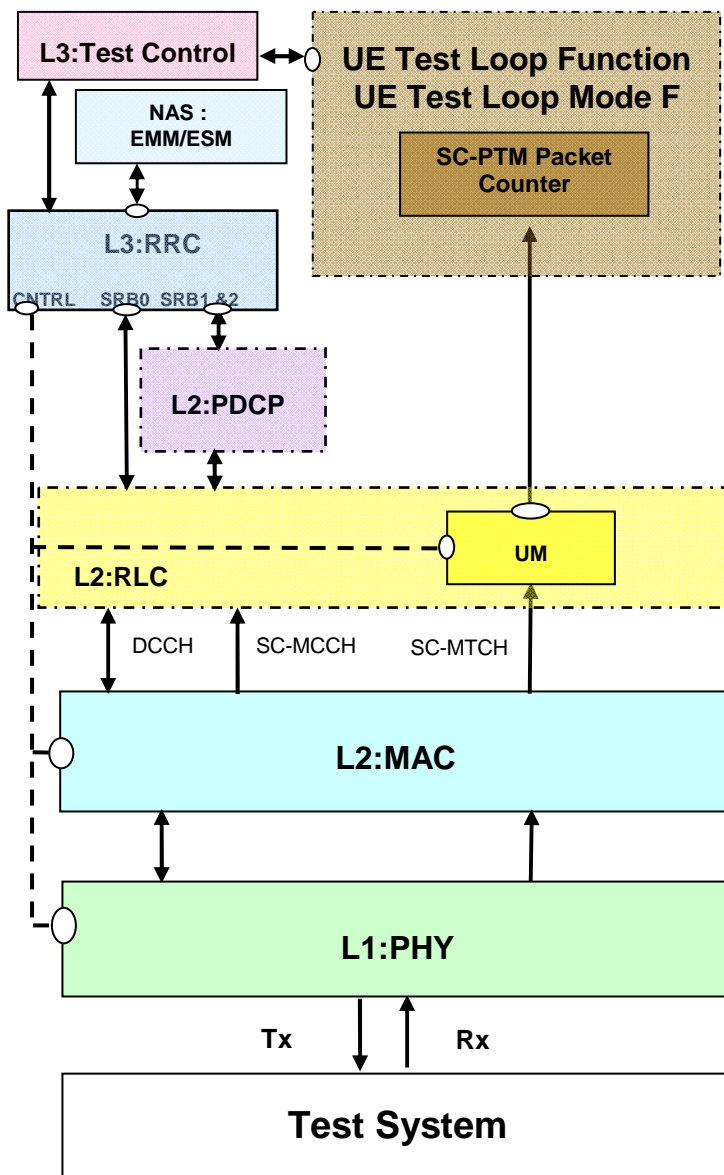 L3:Test Control
UE Test Loop Function
UE Test Loop Mode F
NAS :
EMM/ESM
SC-PTM Packet
Counter
L3:RRC
CNTRL SRB0 SRB1 &2
L2:PDCP
UM
L2:RLC
DCCH SC-MCCH SC-MTCH
L2:MAC
L1:PHY
Tx Rx
Test System